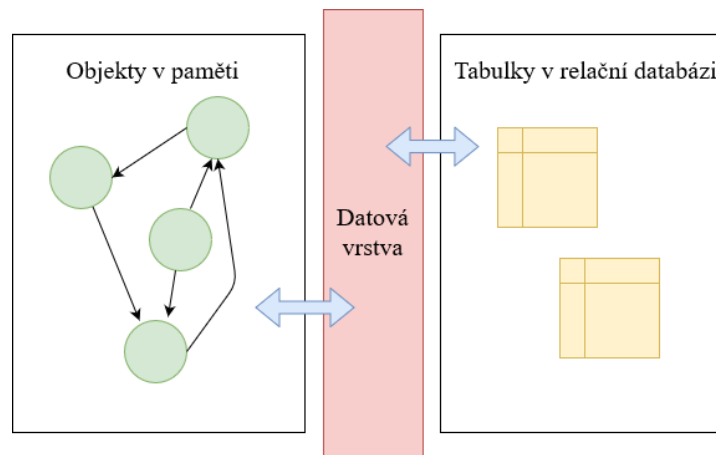 Objekty v paměti
Datová
vrstva
Tabulky v relační databázi